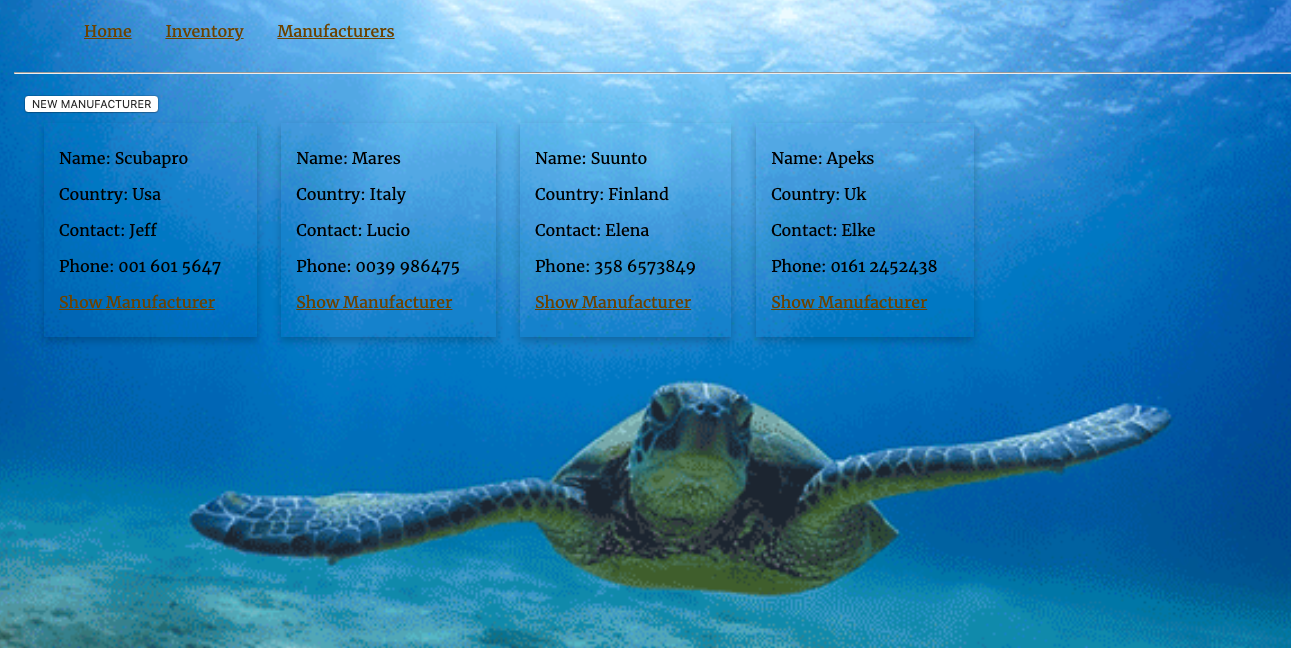 Home Inventory Manufacturers
NEW MANUFACTURER
Name: Scubapro
Country: Usa
Contact: Jeff
Phone: 001 601 5647
Show Manufacturer
Name: Mares
Country: Italy
Contact: Lucio
Phone: 0039 986475
Show Manufacturer
Name: Suunto
Country: Finland
Contact: Elena
Phone: 358 6573849
Show Manufacturer
Name: Apeks
Country: Uk
Contact: Elke
Phone: 0161 2452438
Show Manufacturer